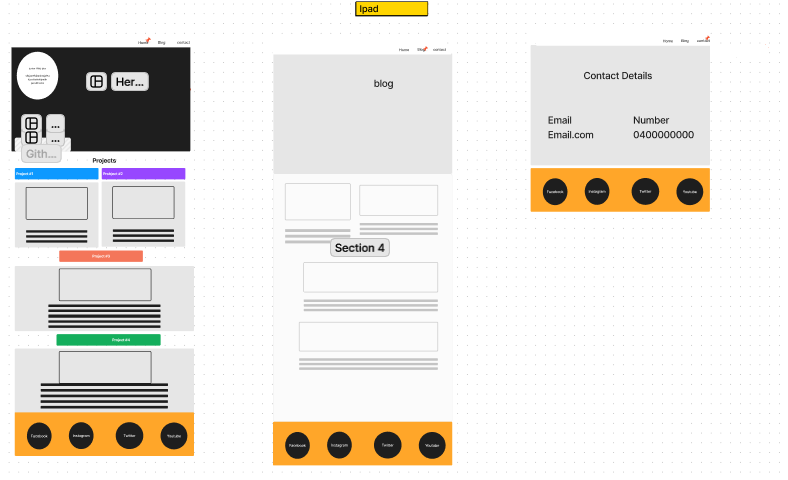 Ipad
Home Blog contact
Her...
...
...
Gith...
Projects
Project #1
Project #2
Project #3
Project #4
Facebook
Instagram
Twitter
Youtube
Home Blog contact
blog
Section 4
Facebook
Instagram
Twitter
Youtube
Home Blog contact
Contact Details
Email Number
Email.com 0400000000
Facebook
Instagram
Twitter
Youtube